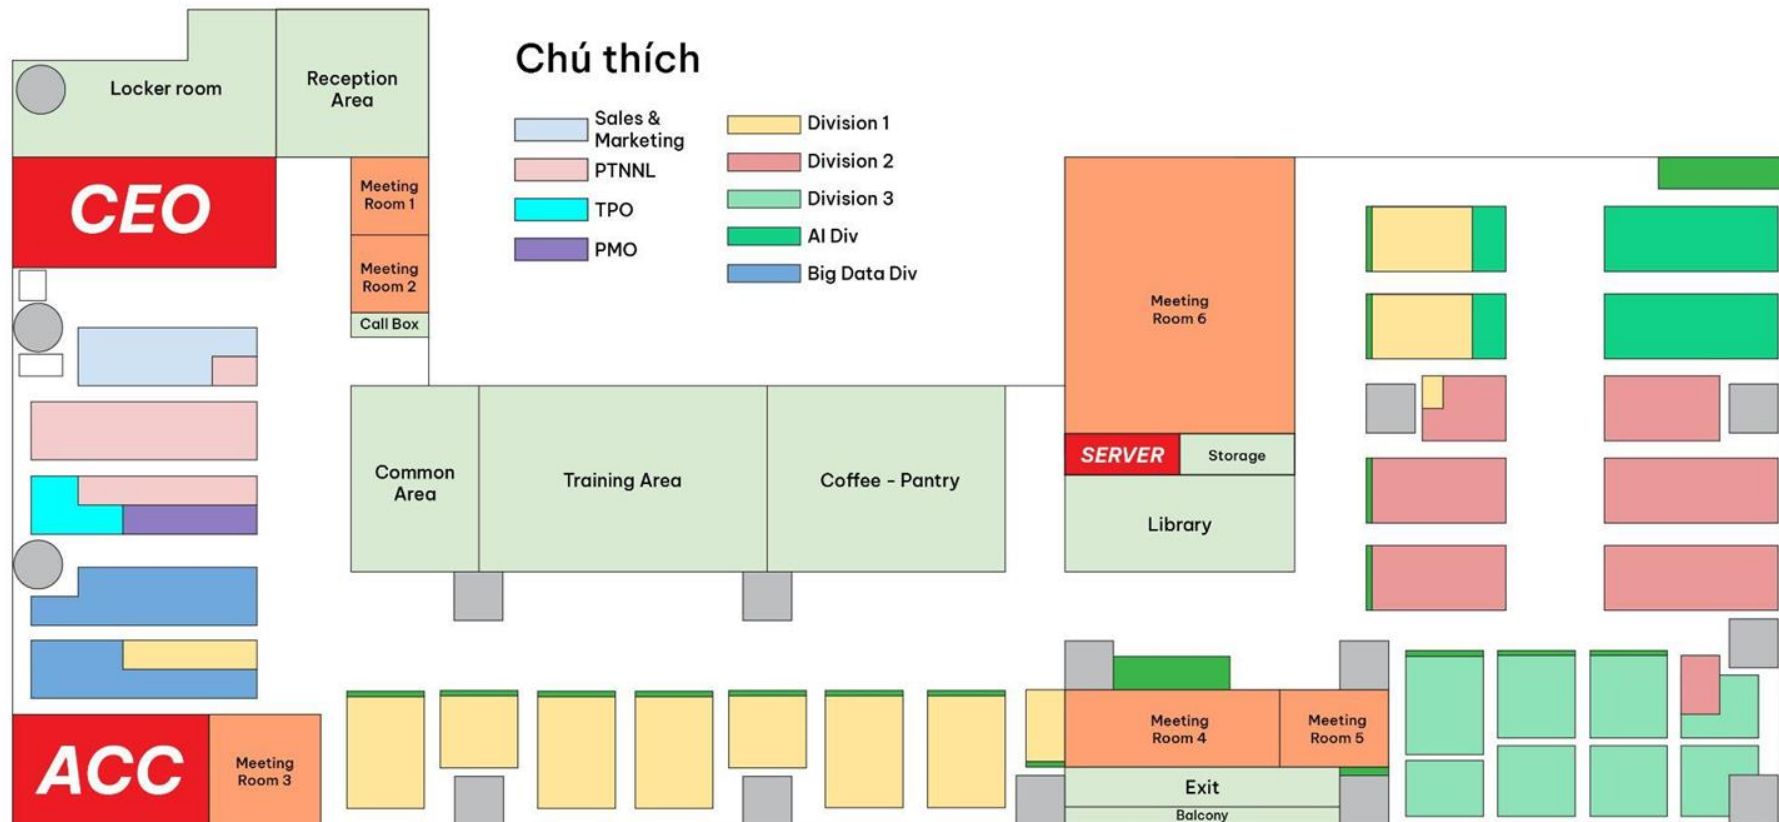 Chú thích
Locker room
Reception
Area
Sales &
Marketing
PTNNL
TPO
PMO
Division 1
Division 2
Division 3
AI Div
Big Data Div
CEO
Meeting
Room 1
Meeting
Room 2
Call Box
Meeting
Room 6
Common
Area
Training Area
Coffee - Pantry
SERVER
Storage
Library
ACC
Meeting
Room 3
Meeting
Room 4
Meeting
Room 5
Exit
Balcony